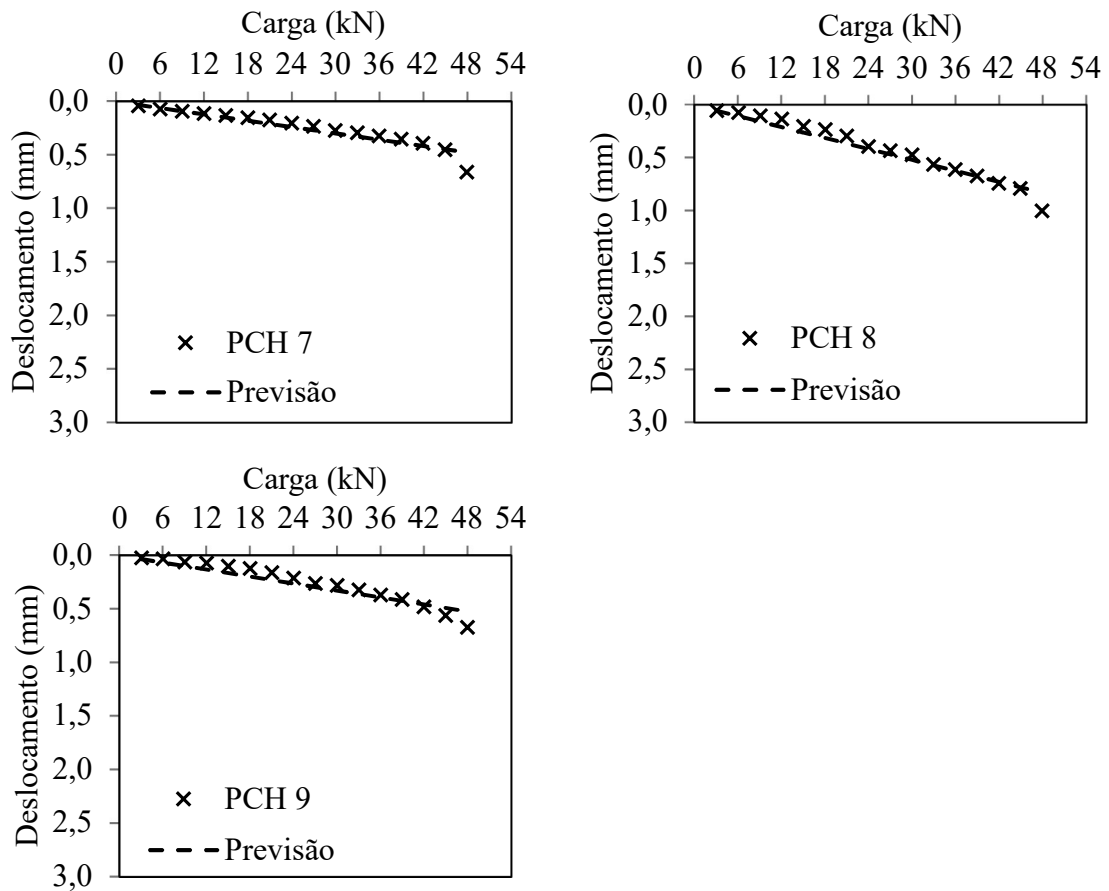 Carga (kN)
0 6 12 18 24 30 36 42 48 54
0,0
0,5
1,0
1,5
2,0
2,5
3,0
Deslocamento (mm)
PCH 7
Previsão
Carga (kN)
0 6 12 18 24 30 36 42 48 54
0,0
0,5
1,0
1,5
2,0
2,5
3,0
Deslocamento (mm)
PCH 8
Previsão
Carga (kN)
0 6 12 18 24 30 36 42 48 54
0,0
0,5
1,0
1,5
2,0
2,5
3,0
Deslocamento (mm)
PCH 9
Previsão